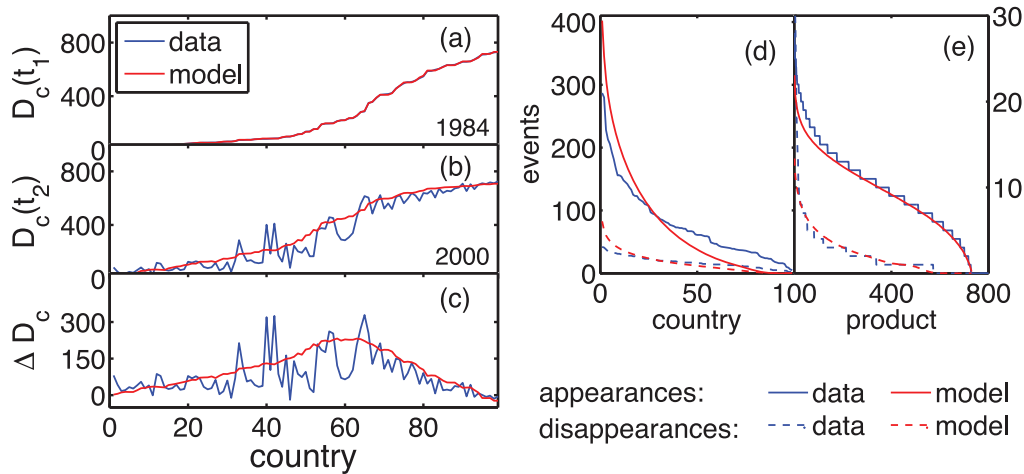 800
400
0
D_c(t_1)
data
model
(a)
1984
800
400
0
D_c(t_2)
(b)
2000
300
150
0
Δ D_c
(c)
0 20 40 60 80
country
400
300
200
100
0
events
(d)
0 50 100
country
30
20
10
0
(e)
400 800
product
appearances: data model
disappearances: data model